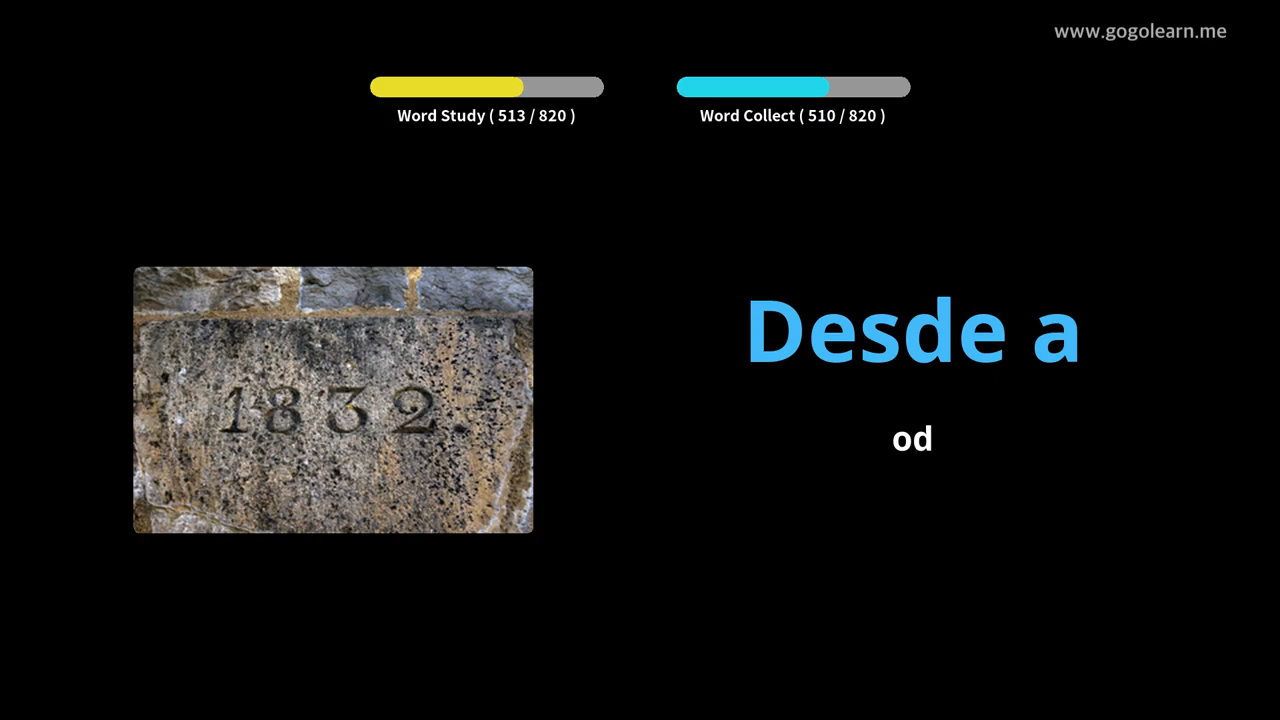 www.gogolearn.me
Word Study ( 513 / 820 )
Word Collect ( 510 / 820 )
1832.
Desde a
od